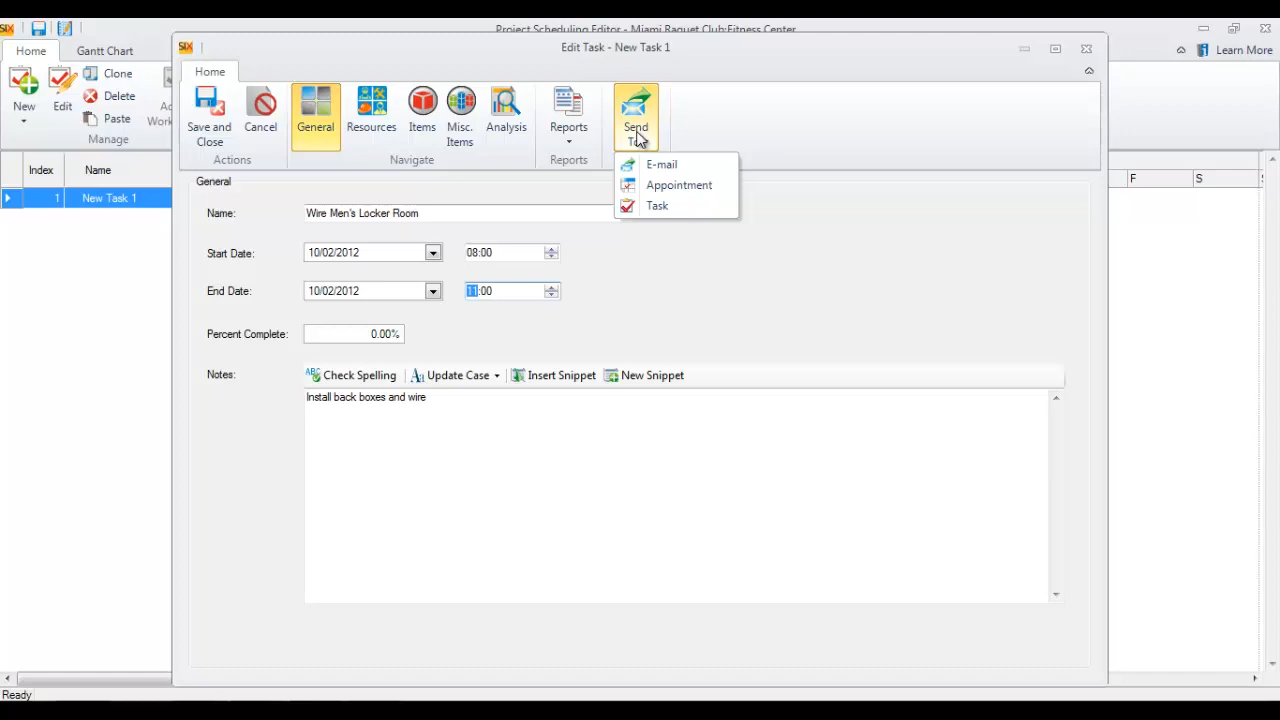 SIX
Project Scheduling Editor - Miami Raquet Club:Fitness Center
Home
Gantt Chart
Learn More
New
Edit
Clone
Delete
Paste
Manage
Index
Name
1
New Task 1
F
S
SIX
Edit Task - New Task 1
Home
Save and Close
Cancel
Actions
General
Resources
Items
Misc. Items
Analysis
Navigate
Reports
Reports
Send
E-mail
Appointment
Task
General
Name:
Wire Men's Locker Room
Start Date:
10/02/2012
08:00
End Date:
10/02/2012
11:00
Percent Complete:
0.00%
Notes:
ABC Check Spelling
Update Case
Insert Snippet
New Snippet
Install back boxes and wire
Ready